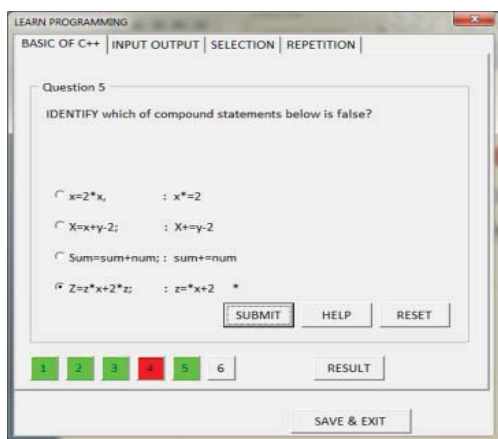 LEARN PROGRAMMING
BASIC OF C++ INPUT OUTPUT SELECTION REPETITION
Question 5
IDENTIFY which of compound statements below is false?
x=2*x, : x*=2
X=x+y-2; : X+=y-2
Sum=sum+num; : sum+=num
Z=z*x+2*z; : z=*x+2 *
SUBMIT HELP RESET
1 2 3 4 5 6 RESULT
SAVE & EXIT